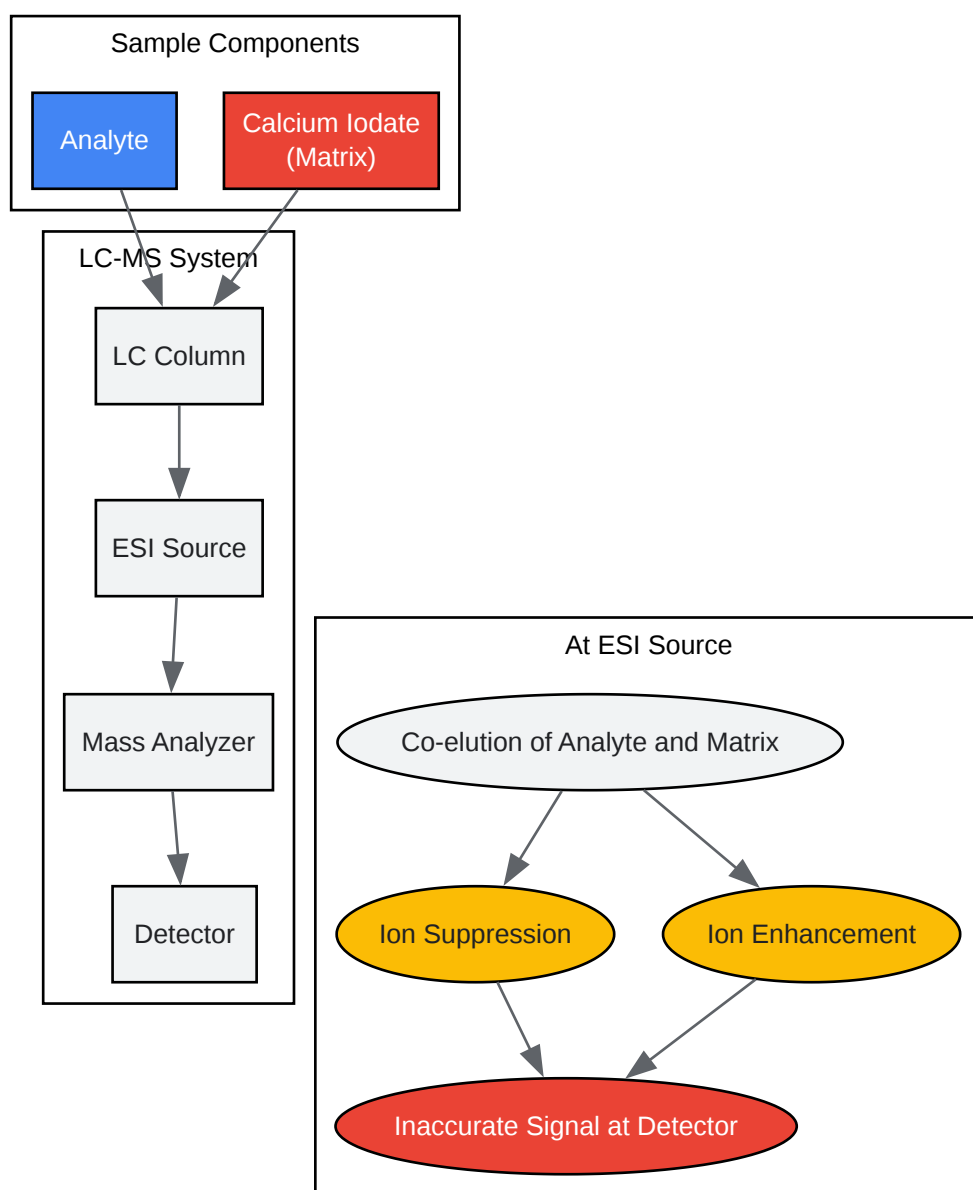 Sample Components
Analyte
Calcium Iodate
(Matrix)
LC-MS System
LC Column
ESI Source
Mass Analyzer
Detector
At ESI Source
Co-elution of Analyte and Matrix
Ion Suppression
Ion Enhancement
Inaccurate Signal at Detector